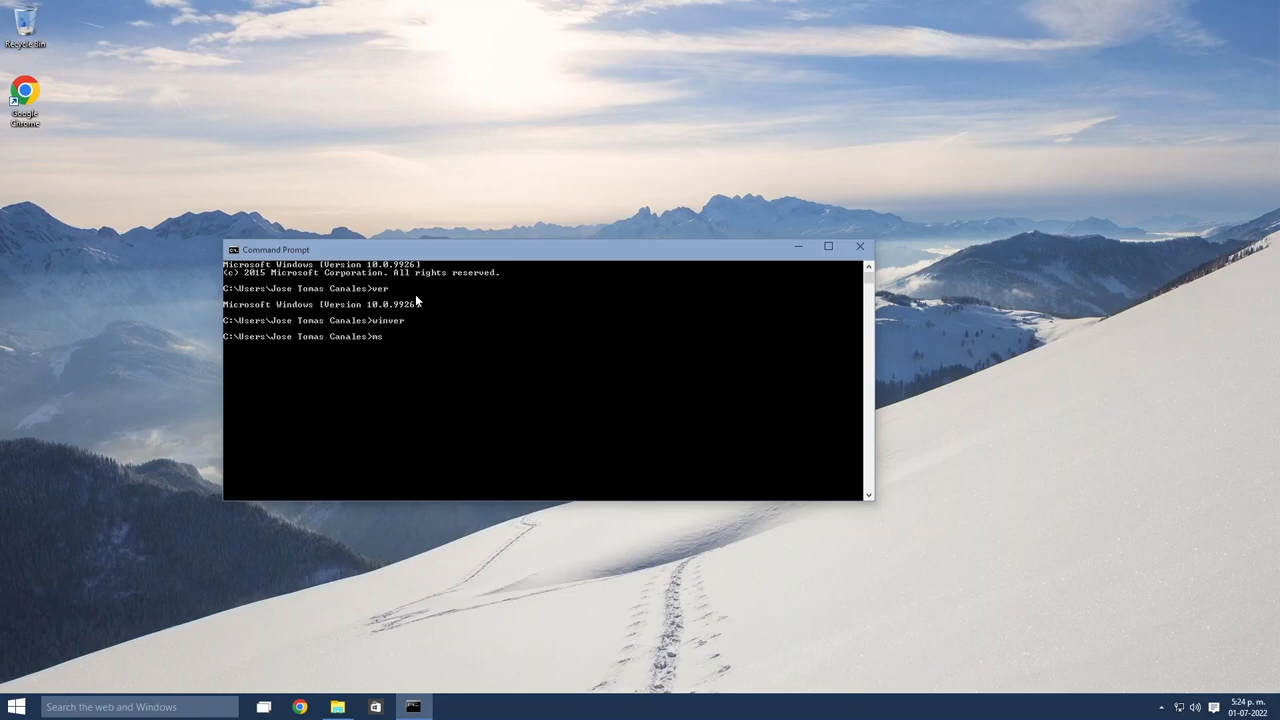 Recycle Bin
Google
Chrome
Command Prompt
Microsoft Windows [Version 10.0.9926]
(c) 2015 Microsoft Corporation. All rights reserved.
C:\Users\Jose Tomas Canales>ver
Microsoft Windows [Version 10.0.9926]
C:\Users\Jose Tomas Canales>winver
C:\Users\Jose Tomas Canales>ms
Search the web and Windows
5:24 p. m.
01-07-2022